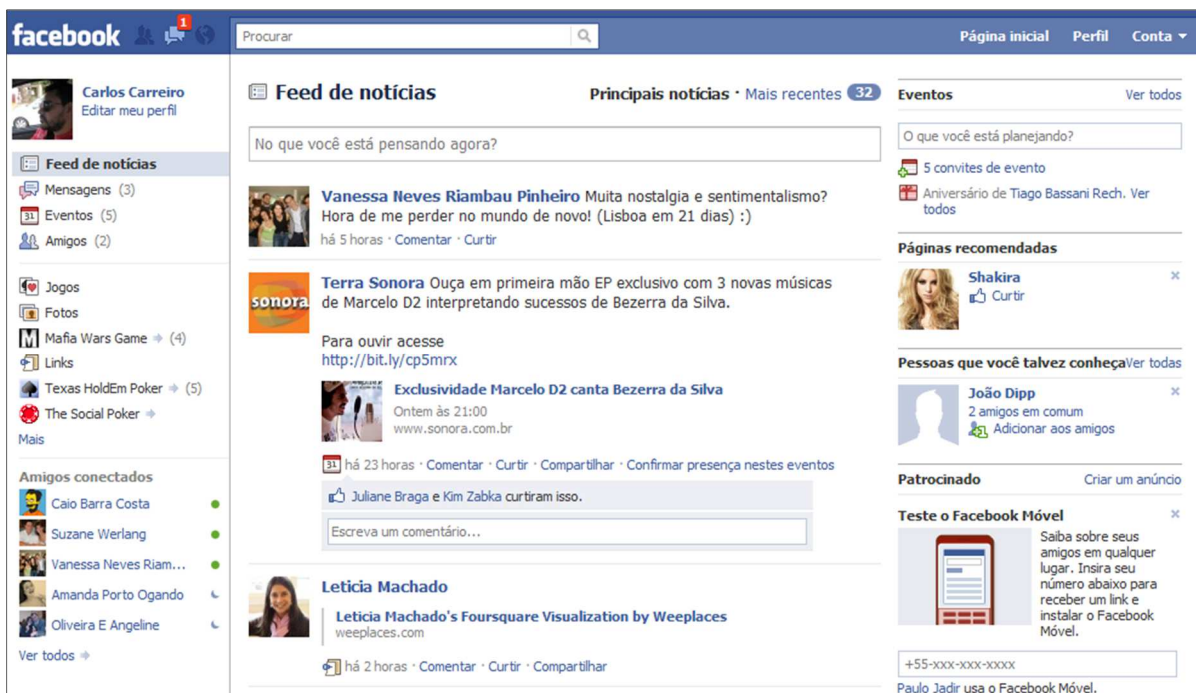 facebook
1
Procurar
Página inicial Perfil Conta
Carlos Carreiro
Editar meu perfil
Feed de notícias
Mensagens (3)
31 Eventos (5)
Amigos (2)
Jogos
Fotos
M Mafia Wars Game (4)
Links
Texas HoldEm Poker (5)
The Social Poker
Mais
Amigos conectados
Caio Barra Costa
Suzane Werlang
Vanessa Neves Riam...
Amanda Porto Ogando
Oliveira E Angeline
Ver todos
Feed de notícias
Principais notícias · Mais recentes 32
No que você está pensando agora?
Vanessa Neves Riambau Pinheiro Muita nostalgia e sentimentalismo?
Hora de me perder no mundo de novo! (Lisboa em 21 dias) :)
há 5 horas · Comentar · Curtir
sonora
Terra Sonora Ouça em primeira mão EP exclusivo com 3 novas músicas
de Marcelo D2 interpretando sucessos de Bezerra da Silva.
Para ouvir acesse
http://bit.ly/cp5mrx
Exclusividade Marcelo D2 canta Bezerra da Silva
Ontem às 21:00
www.sonora.com.br
31 há 23 horas · Comentar · Curtir · Compartilhar · Confirmar presença nestes eventos
Juliane Braga e Kim Zabka curtiram isso.
Escreva um comentário...
Leticia Machado
Leticia Machado's Foursquare Visualization by Weeplaces
weeplaces.com
há 2 horas · Comentar · Curtir · Compartilhar
Eventos Ver todos
O que você está planejando?
5 convites de evento
Aniversário de Tiago Bassani Rech. Ver
todos
Páginas recomendadas
Shakira
Curtir
Pessoas que você talvez conheça Ver todas
João Dipp
2 amigos em comum
Adicionar aos amigos
Patrocinado Criar um anúncio
Teste o Facebook Móvel
Saiba sobre seus
amigos em qualquer
lugar. Insira seu
número abaixo para
receber um link e
instalar o Facebook
Móvel.
+55-xxx-xxx-xxxx
Paulo Jadir usa o Facebook Móvel.